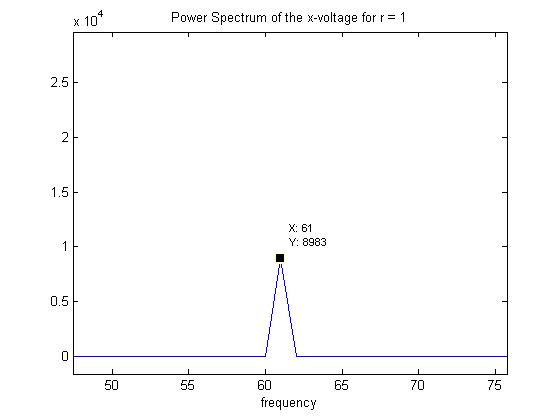 Power Spectrum of the x-voltage for r = 1
x 10^4
2.5
2
1.5
X: 61
Y: 8983
1
0.5
0
50 55 60 65 70 75
frequency